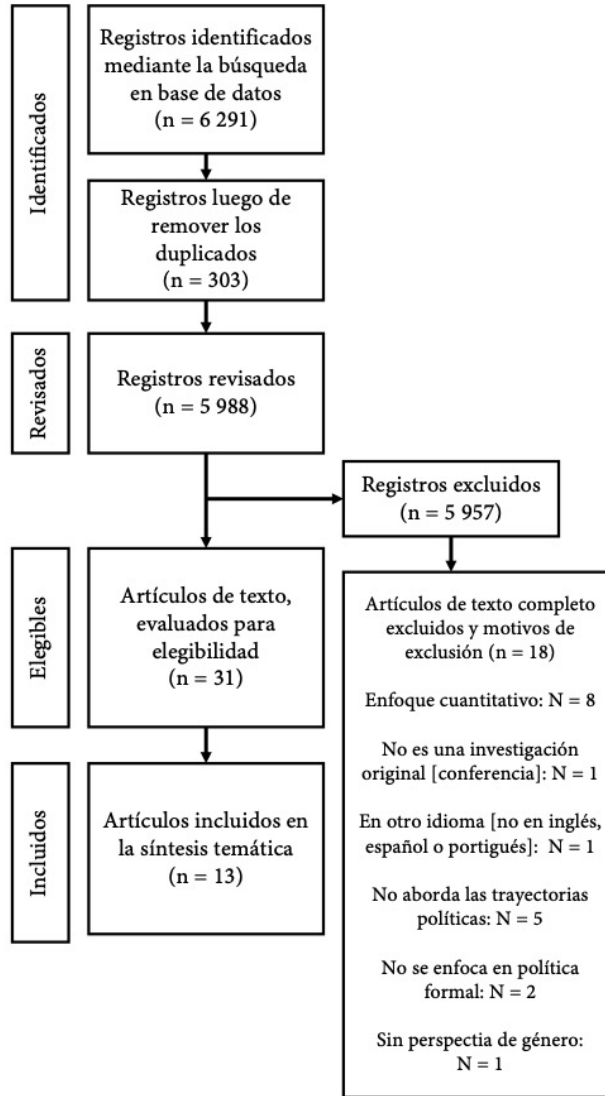 Identificados
Registros identificados
mediante la búsqueda
en base de datos
(n = 6 291)
Registros luego de
remover los
duplicados
(n = 303)
Revisados
Registros revisados
(n = 5 988)
Registros excluidos
(n = 5 957)
Elegibles
Artículos de texto,
evaluados para
elegibilidad
(n = 31)
Artículos de texto completo
excluidos y motivos de
exclusión (n = 18)
Enfoque cuantitativo: N = 8
No es una investigación
original [conferencia]: N = 1
En otro idioma [no en inglés,
español o portigués]: N = 1
No aborda las trayectorias
políticas: N = 5
No se enfoca en política
formal: N = 2
Sin perspectia de género:
N = 1
Incluidos
Artículos incluidos en
la síntesis temática
(n = 13)